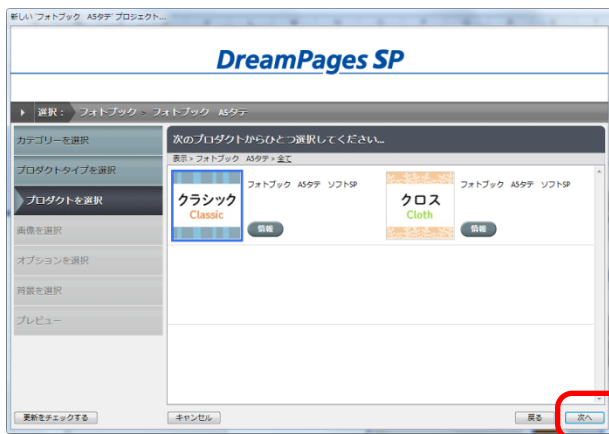 新しい 'フォトブック A5タテ' プロジェクト...
DreamPages SP
選択: フォトブック > フォトブック A5タテ
カテゴリーを選択
プロダクトタイプを選択
プロダクトを選択
画像を選択
オプションを選択
背景を選択
プレビュー
次のプロダクトからひとつ選択してください...
表示 > フォトブック A5タテ > 全て
クラシック
Classic
フォトブック A5タテ ソフトSP
情報
クロス
Cloth
フォトブック A5タテ ソフトSP
情報
更新をチェックする
キャンセル
戻る
次へ